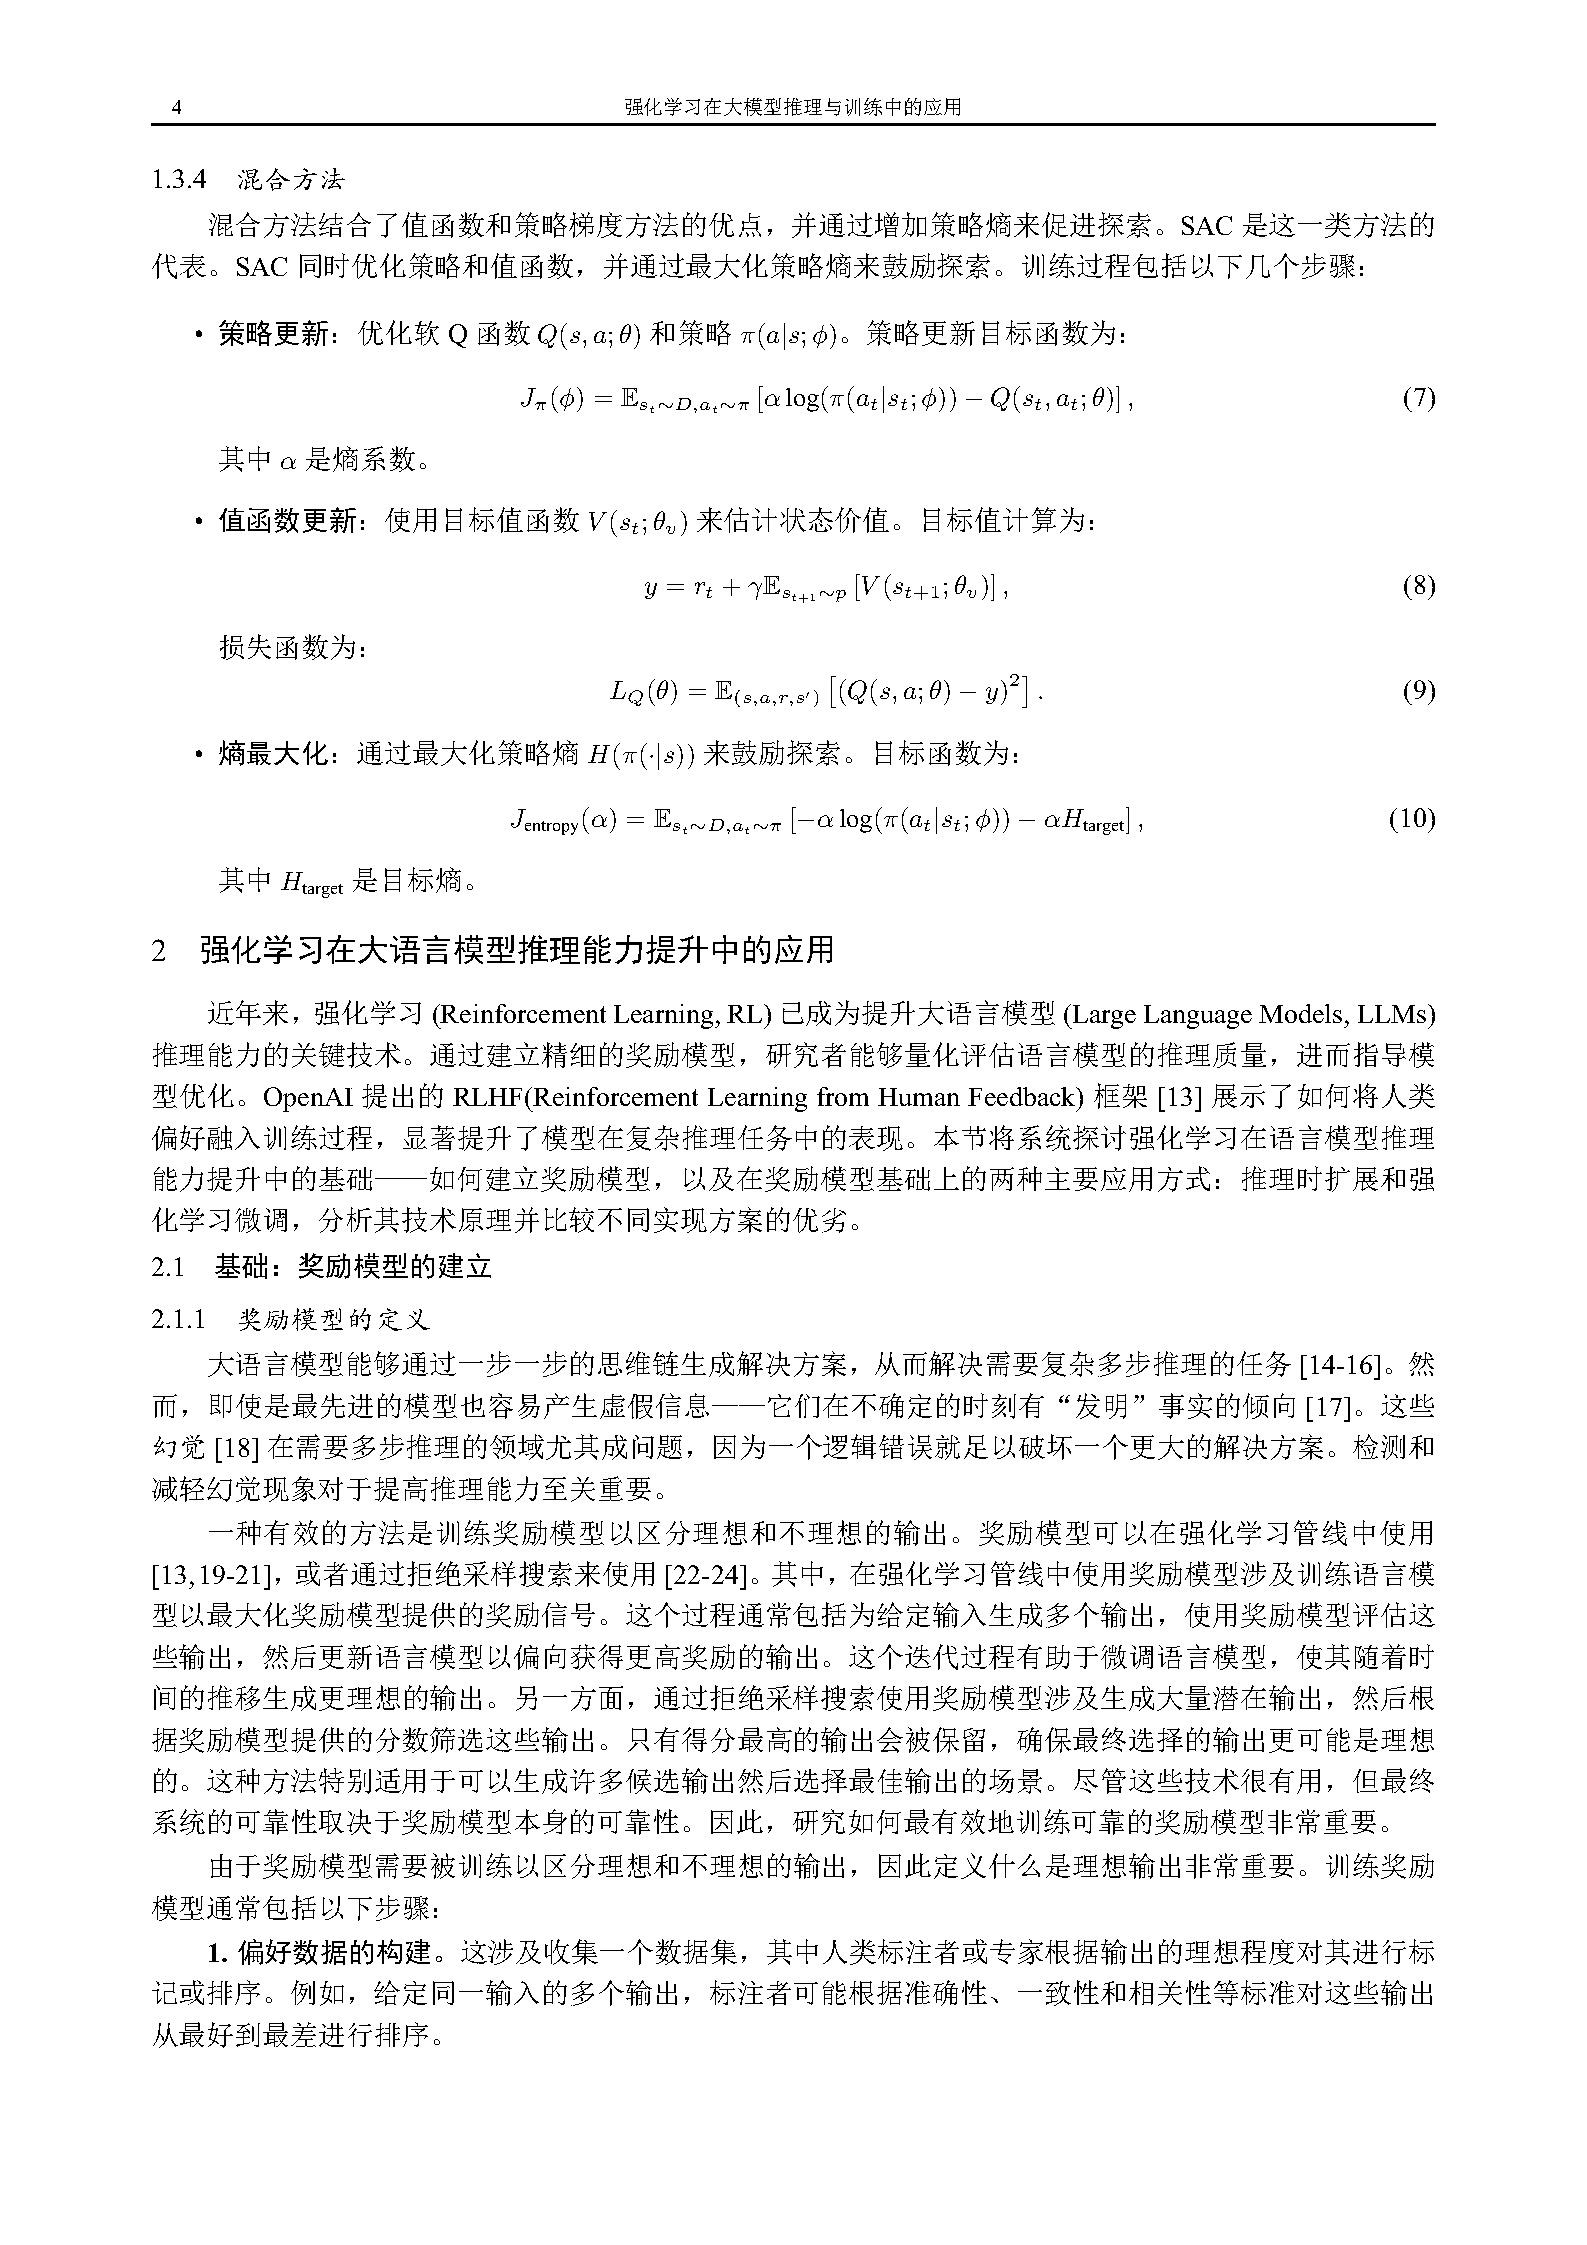 4 强化学习在大模型推理与训练中的应用
1.3.4 混合方法
混合方法结合了值函数和策略梯度方法的优点，并通过增加策略熵来促进探索。SAC 是这一类方法的
代表。SAC 同时优化策略和值函数，并通过最大化策略熵来鼓励探索。训练过程包括以下几个步骤：
• 策略更新：优化软 Q 函数 Q(s, a; θ) 和策略 π(a|s; ϕ)。策略更新目标函数为：
J_π(ϕ) = 𝔼_{s_t∼D,a_t∼π} [α log(π(a_t|s_t; ϕ)) − Q(s_t, a_t; θ)] , (7)
其中 α 是熵系数。
• 值函数更新：使用目标值函数 V(s_t; θ_v) 来估计状态价值。目标值计算为：
y = r_t + γ𝔼_{s_{t+1}∼p} [V(s_{t+1}; θ_v)] , (8)
损失函数为：
L_Q(θ) = 𝔼_{(s,a,r,s′)} [(Q(s, a; θ) − y)^2] . (9)
• 熵最大化：通过最大化策略熵 H(π(·|s)) 来鼓励探索。目标函数为：
J_entropy(α) = 𝔼_{s_t∼D,a_t∼π} [−α log(π(a_t|s_t; ϕ)) − αH_target] , (10)
其中 H_target 是目标熵。
2 强化学习在大语言模型推理能力提升中的应用
近年来，强化学习 (Reinforcement Learning, RL) 已成为提升大语言模型 (Large Language Models, LLMs)
推理能力的关键技术。通过建立精细的奖励模型，研究者能够量化评估语言模型的推理质量，进而指导模
型优化。OpenAI 提出的 RLHF(Reinforcement Learning from Human Feedback) 框架 [13] 展示了如何将人类
偏好融入训练过程，显著提升了模型在复杂推理任务中的表现。本节将系统探讨强化学习在语言模型推理
能力提升中的基础——如何建立奖励模型，以及在奖励模型基础上的两种主要应用方式：推理时扩展和强
化学习微调，分析其技术原理并比较不同实现方案的优劣。
2.1 基础：奖励模型的建立
2.1.1 奖励模型的定义
大语言模型能够通过一步一步的思维链生成解决方案，从而解决需要复杂多步推理的任务 [14-16]。然
而，即使是最先进的模型也容易产生虚假信息——它们在不确定的时刻有“发明”事实的倾向 [17]。这些
幻觉 [18] 在需要多步推理的领域尤其成问题，因为一个逻辑错误就足以破坏一个更大的解决方案。检测和
减轻幻觉现象对于提高推理能力至关重要。
一种有效的方法是训练奖励模型以区分理想和不理想的输出。奖励模型可以在强化学习管线中使用
[13,19-21]，或者通过拒绝采样搜索来使用 [22-24]。其中，在强化学习管线中使用奖励模型涉及训练语言模
型以最大化奖励模型提供的奖励信号。这个过程通常包括为给定输入生成多个输出，使用奖励模型评估这
些输出，然后更新语言模型以偏向获得更高奖励的输出。这个迭代过程有助于微调语言模型，使其随着时
间的推移生成更理想的输出。另一方面，通过拒绝采样搜索使用奖励模型涉及生成大量潜在输出，然后根
据奖励模型提供的分数筛选这些输出。只有得分最高的输出会被保留，确保最终选择的输出更可能是理想
的。这种方法特别适用于可以生成许多候选输出然后选择最佳输出的场景。尽管这些技术很有用，但最终
系统的可靠性取决于奖励模型本身的可靠性。因此，研究如何最有效地训练可靠的奖励模型非常重要。
由于奖励模型需要被训练以区分理想和不理想的输出，因此定义什么是理想输出非常重要。训练奖励
模型通常包括以下步骤：
1. 偏好数据的构建。这涉及收集一个数据集，其中人类标注者或专家根据输出的理想程度对其进行标
记或排序。例如，给定同一输入的多个输出，标注者可能根据准确性、一致性和相关性等标准对这些输出
从最好到最差进行排序。